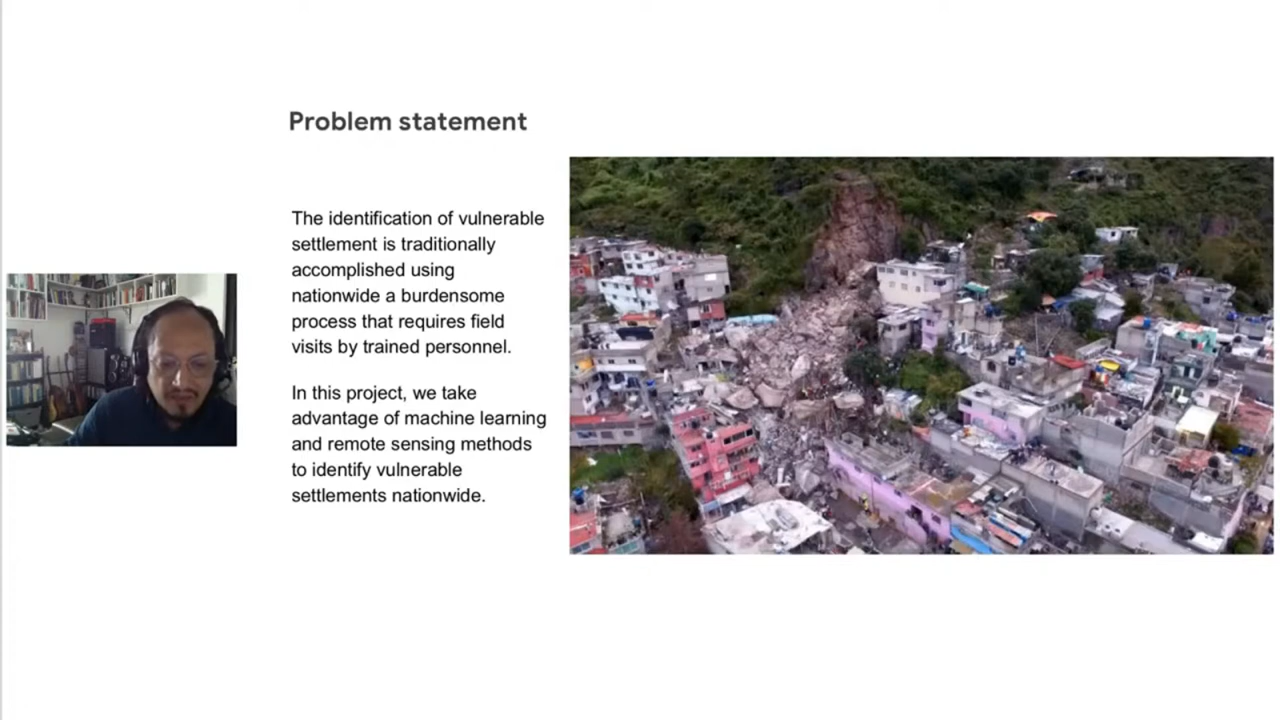 Problem statement
The identification of vulnerable
settlement is traditionally
accomplished using
nationwide a burdensome
process that requires field
visits by trained personnel.
In this project, we take
advantage of machine learning
and remote sensing methods
to identify vulnerable
settlements nationwide.